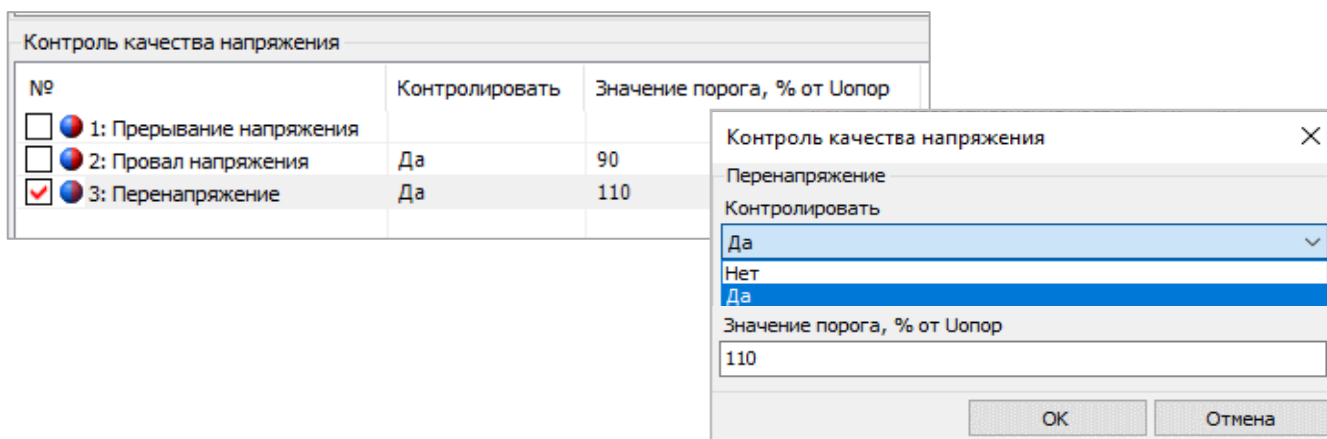 Контроль качества напряжения
№ Контролировать Значение порога, % от Uопор
1: Прерывание напряжения
2: Провал напряжения Да 90
3: Перенапряжение Да 110
Контроль качества напряжения
Перенапряжение
Контролировать
Да
Нет
Да
Значение порога, % от Uопор
110
ОК Отмена